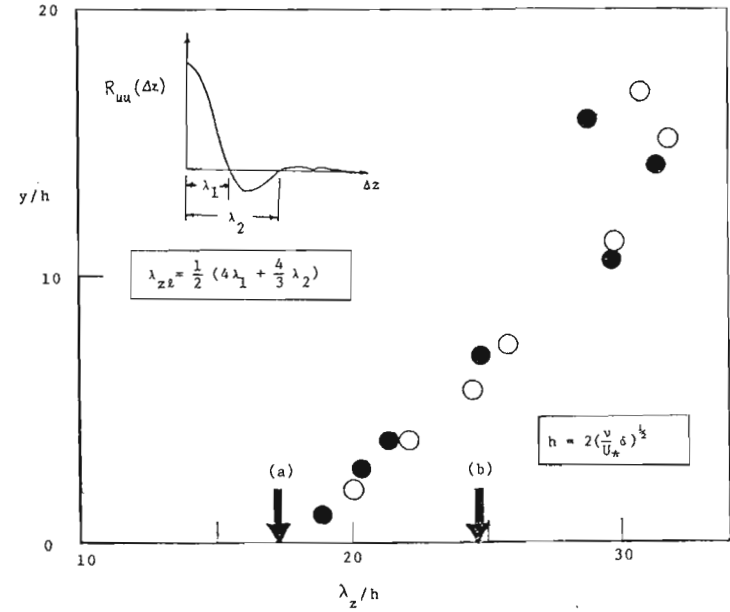 20
R_uu(Δz)
λ_1
Δz
λ_2
y/h
λ_zℓ = 1/2 (4λ_1 + 4/3 λ_2)
10
h = 2(ν/U_* δ)^½
(a)
(b)
0
10
20
30
λ_z/h